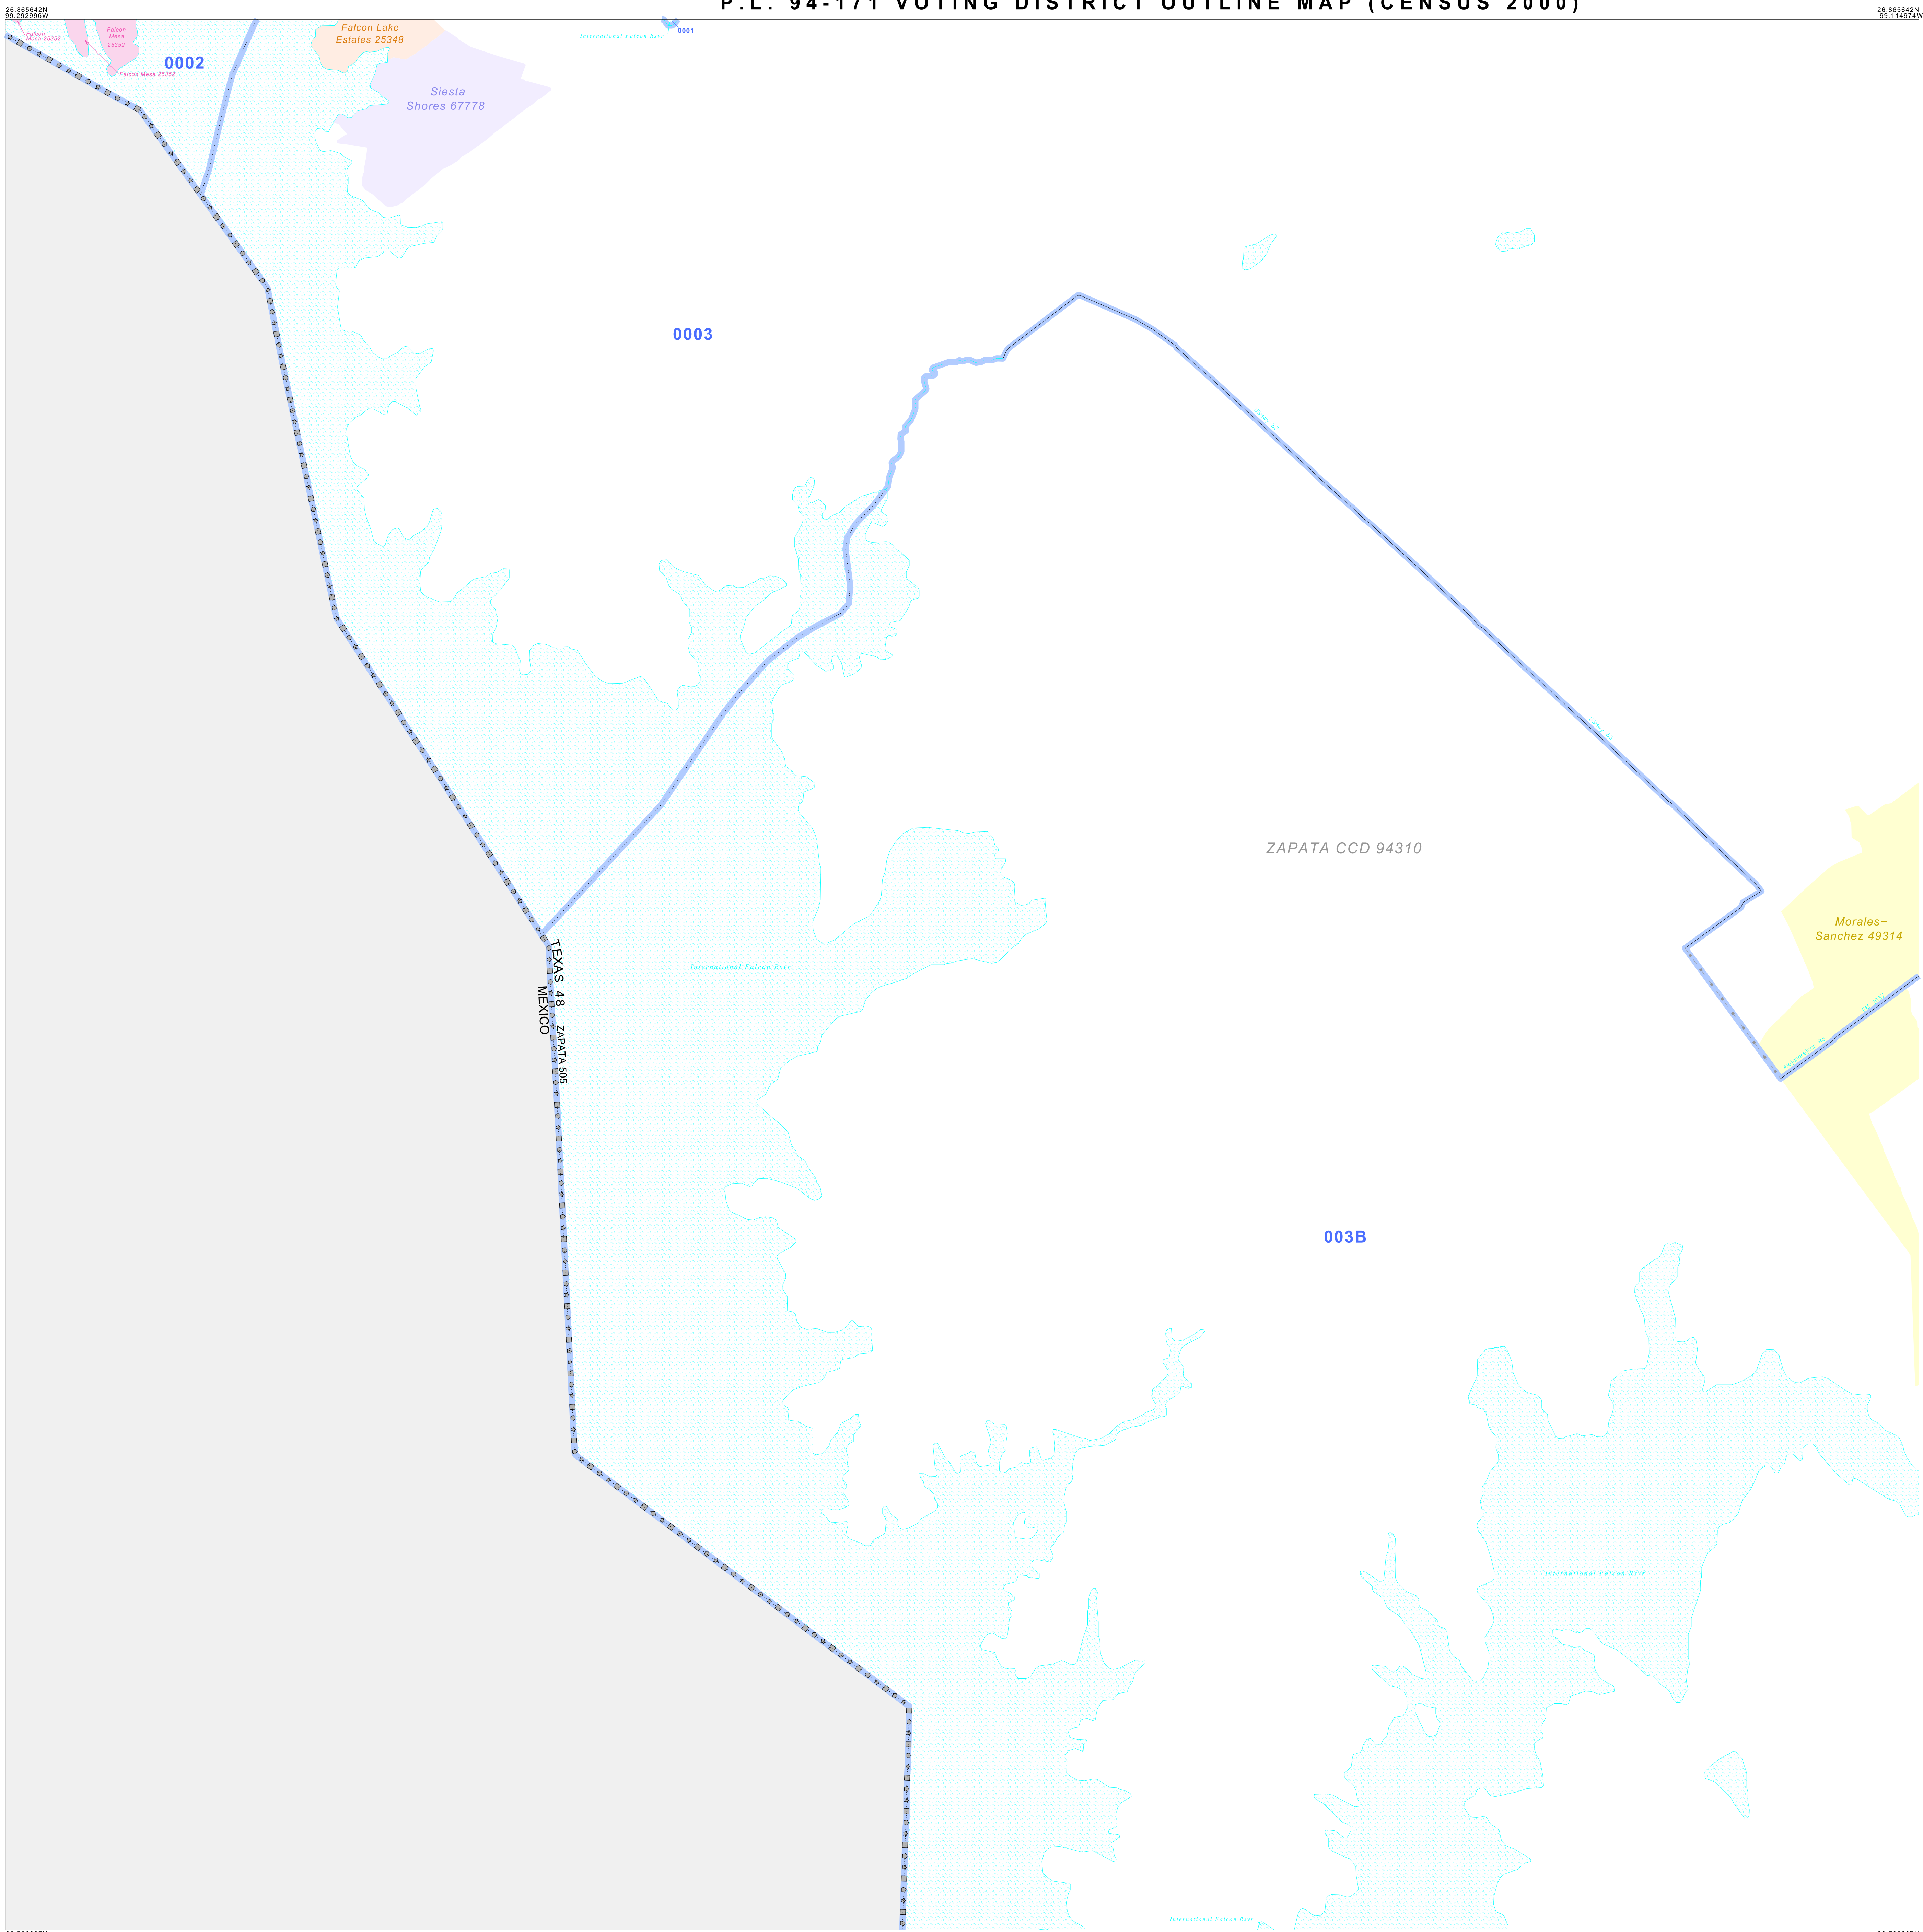 P.L. 94-171 VOTING DISTRICT OUTLINE MAP (CENSUS 2000)
26.865642N
99.292996W
26.865642N
99.114974W
Falcon
Mesa 25352
Falcon
Mesa
25352
Falcon Mesa 25352
0002
Falcon Lake
Estates 25348
International Falcon Rsvr
0001
Siesta
Shores 67778
0003
ZAPATA CCD 94310
Morales-
Sanchez 49314
International Falcon Rsvr
TEXAS 48
MEXICO
ZAPATA 505
003B
International Falcon Rsvr
International Falcon Rsvr